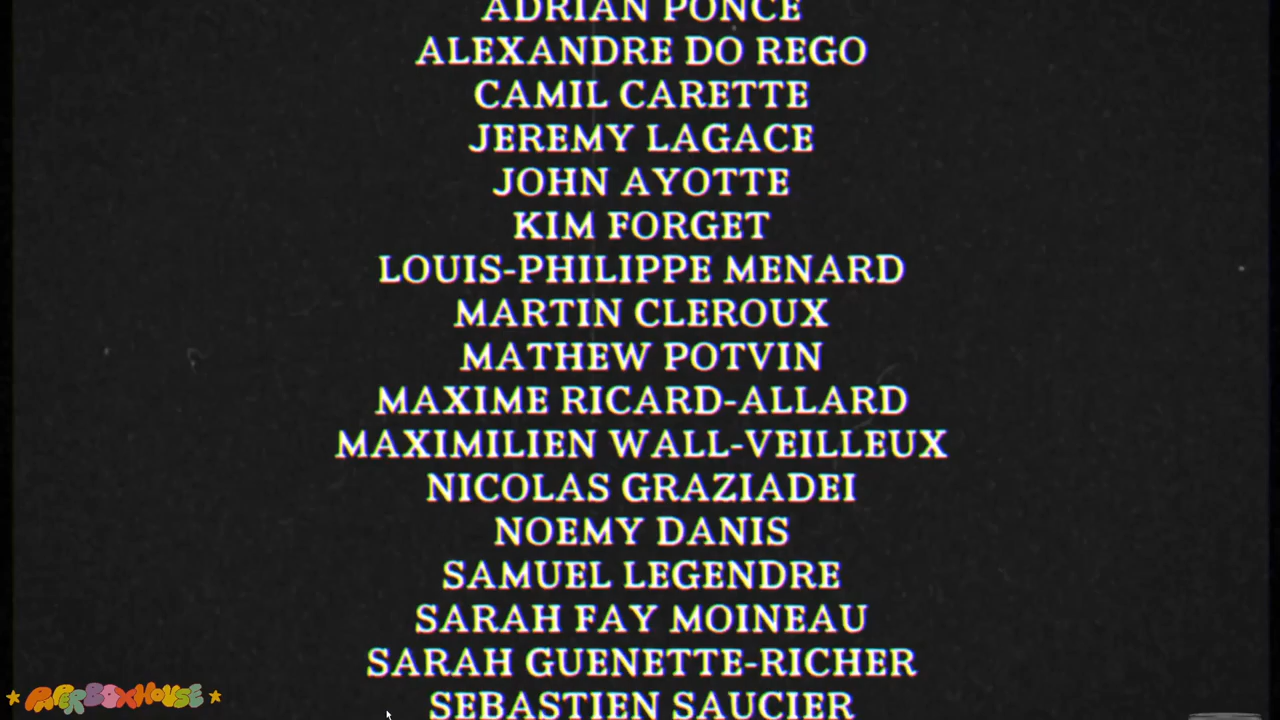 ADRIAN PONCE
ALEXANDRE DO REGO
CAMIL CARETTE
JEREMY LAGACE
JOHN AYOTTE
KIM FORGET
LOUIS-PHILIPPE MENARD
MARTIN CLEROUX
MATHEW POTVIN
MAXIME RICARD-ALLARD
MAXIMILIEN WALL-VEILLEUX
NICOLAS GRAZIADEI
NOEMY DANIS
SAMUEL LEGENDRE
SARAH FAY MOINEAU
SARAH GUENETTE-RICHER
SEBASTIEN SAUCIER
PAPERBOXHOUSE